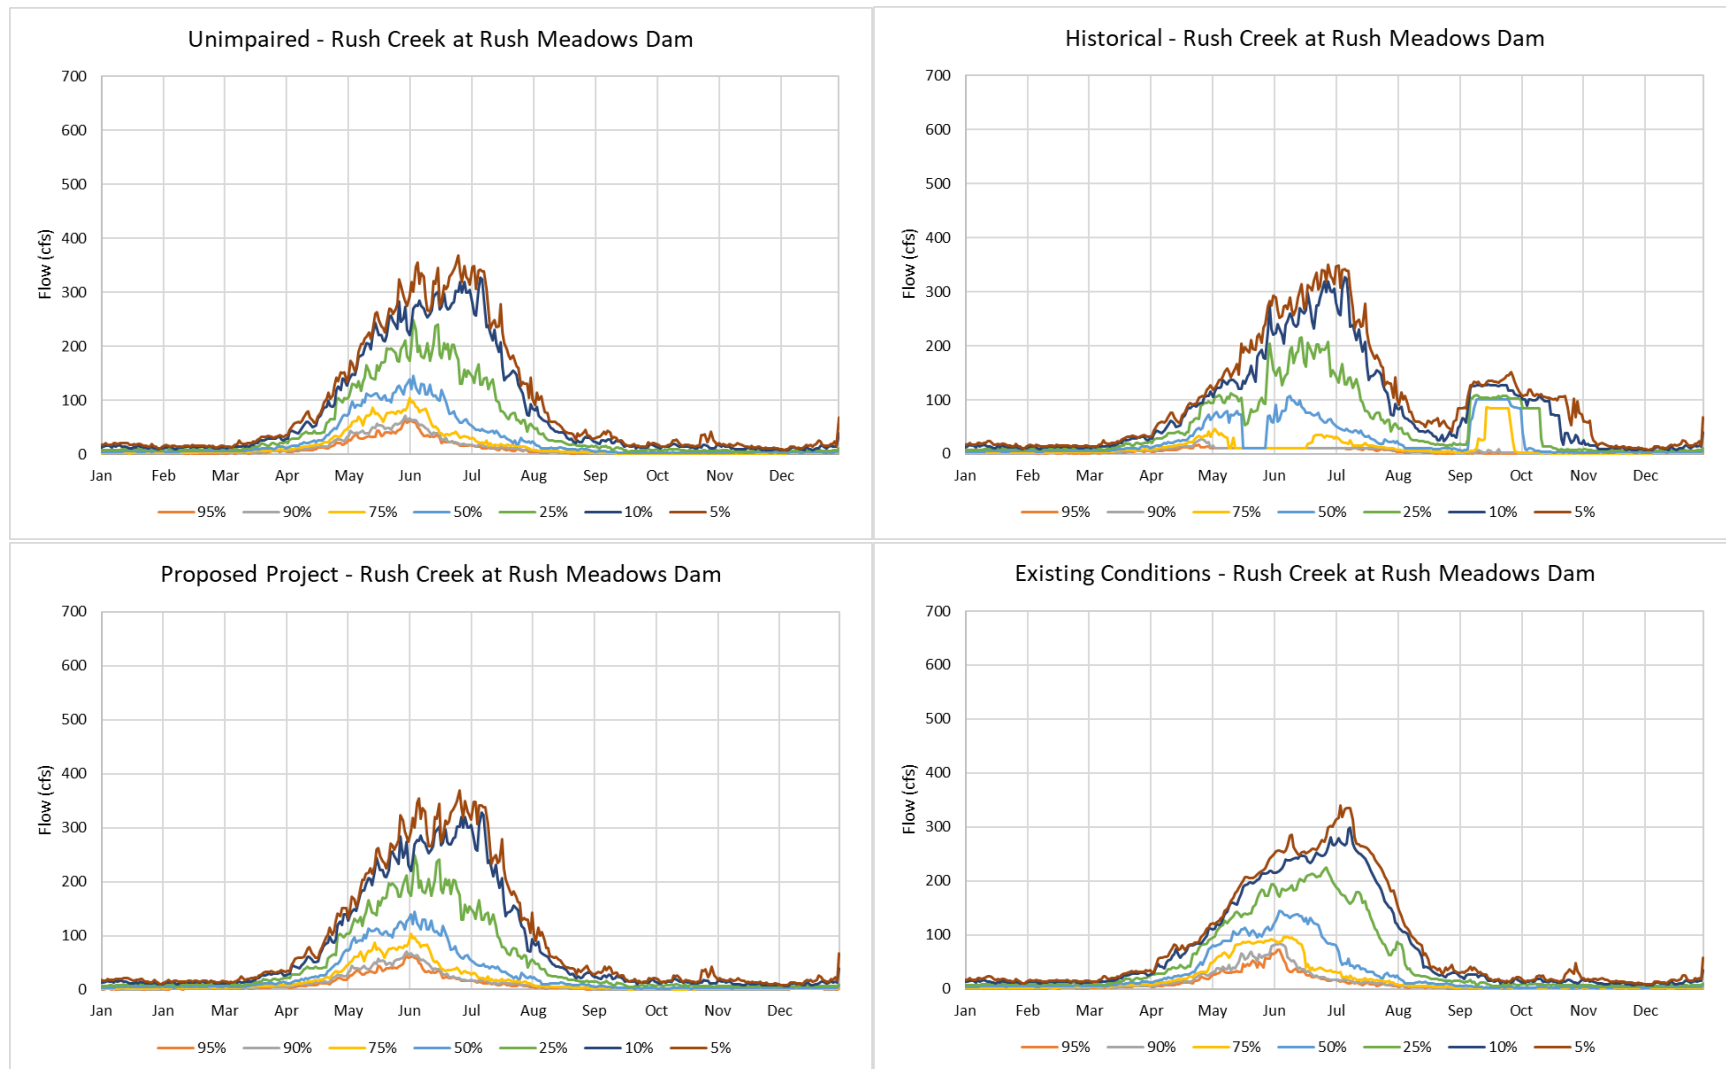 Unimpaired - Rush Creek at Rush Meadows Dam
700
600
500
400
300
200
100
0
Flow (cfs)
Jan Feb Mar Apr May Jun Jul Aug Sep Oct Nov Dec
95% 90% 75% 50% 25% 10% 5%
Historical - Rush Creek at Rush Meadows Dam
700
600
500
400
300
200
100
0
Flow (cfs)
Jan Feb Mar Apr May Jun Jul Aug Sep Oct Nov Dec
95% 90% 75% 50% 25% 10% 5%
Proposed Project - Rush Creek at Rush Meadows Dam
700
600
500
400
300
200
100
0
Flow (cfs)
Jan Jan Mar Apr May Jun Jul Aug Sep Oct Nov Dec
95% 90% 75% 50% 25% 10% 5%
Existing Conditions - Rush Creek at Rush Meadows Dam
700
600
500
400
300
200
100
0
Flow (cfs)
Jan Feb Mar Apr May Jun Jul Aug Sep Oct Nov Dec
95% 90% 75% 50% 25% 10% 5%